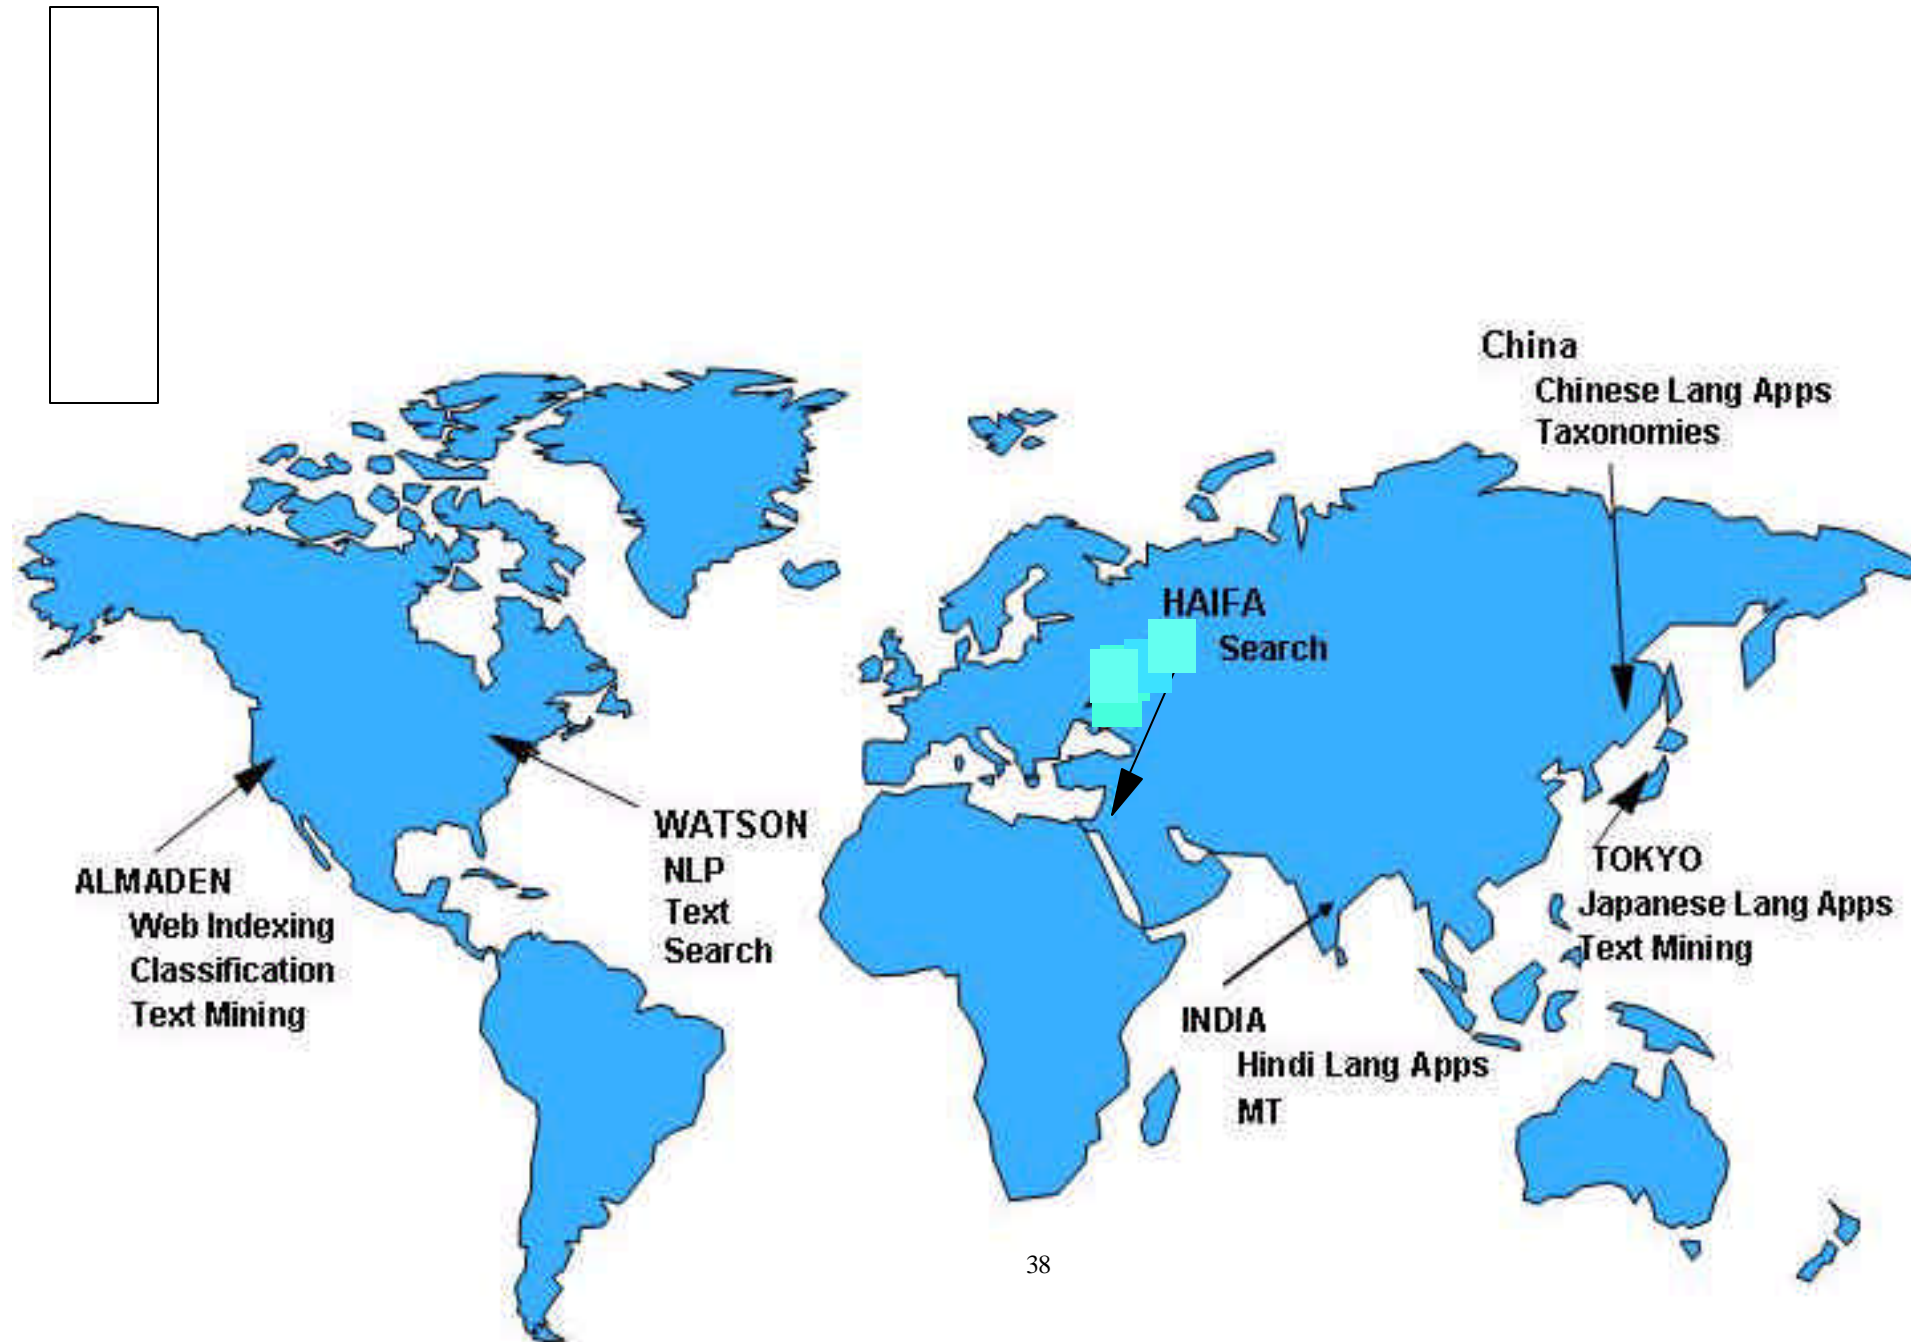 China
Chinese Lang Apps
Taxonomies
HAIFA
Search
WATSON
NLP
Text
Search
ALMADEN
Web Indexing
Classification
Text Mining
TOKYO
Japanese Lang Apps
Text Mining
INDIA
Hindi Lang Apps
MT
38